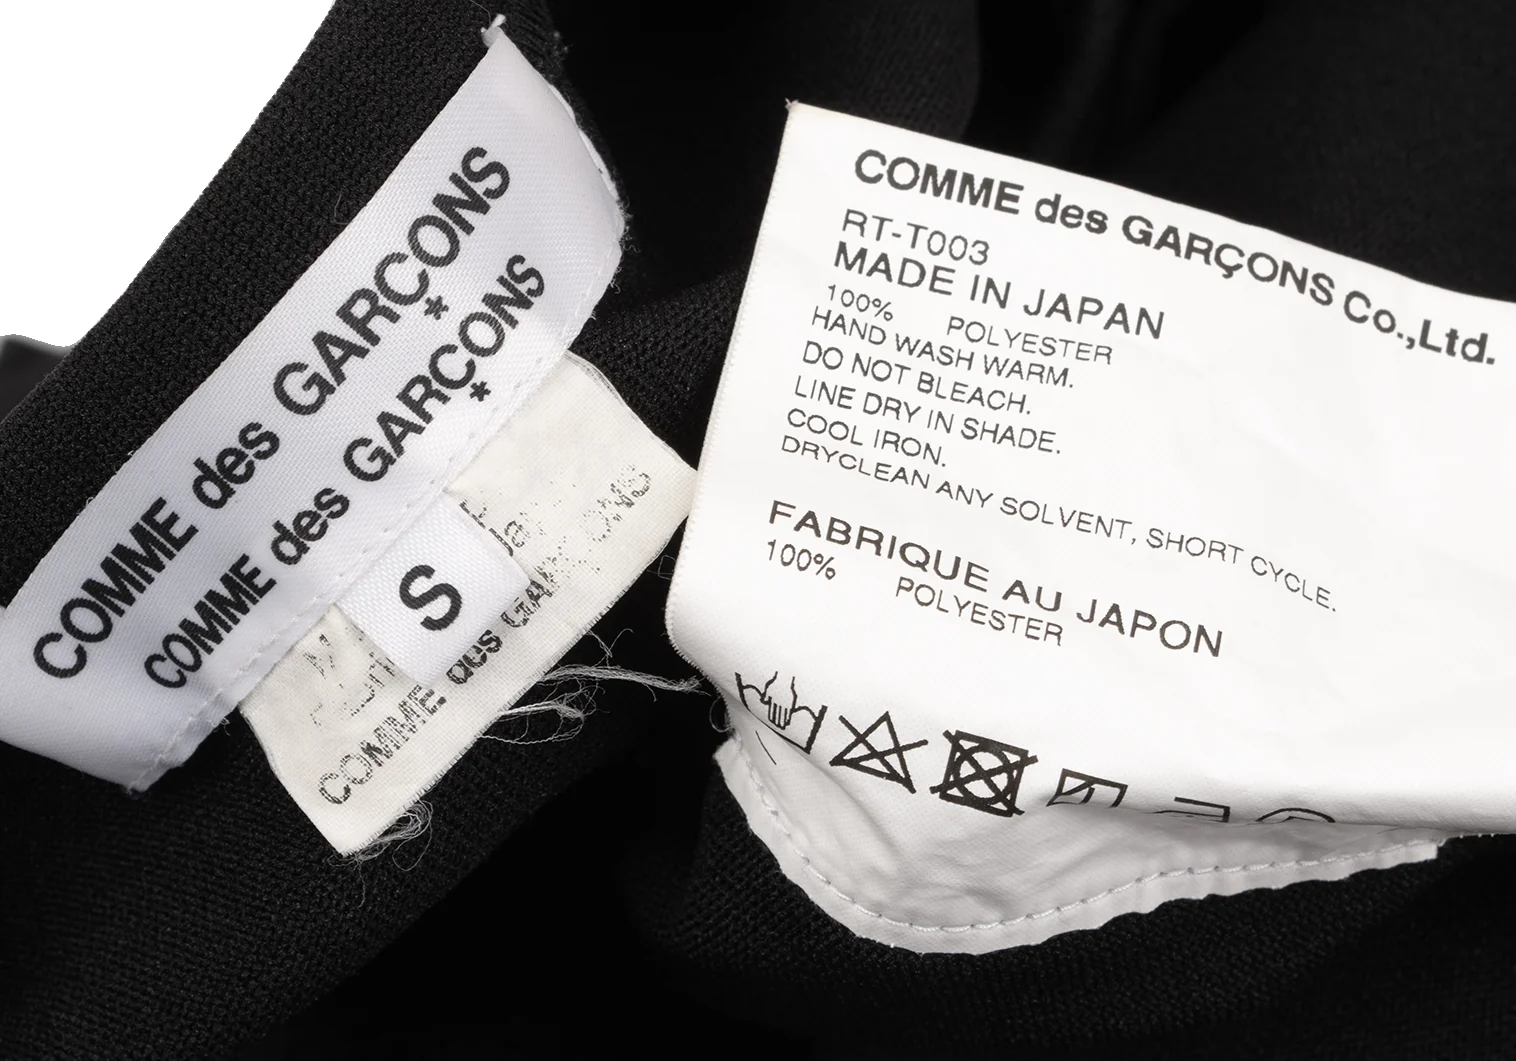 COMME des GARÇONS
COMME des GARÇONS
S
COMME des GARÇONS
COMME des GARÇONS Co.,Ltd.
RT-T003
MADE IN JAPAN
100% POLYESTER
HAND WASH WARM.
DO NOT BLEACH.
LINE DRY IN SHADE.
COOL IRON.
DRYCLEAN ANY SOLVENT, SHORT CYCLE.
FABRIQUE AU JAPON
100% POLYESTER